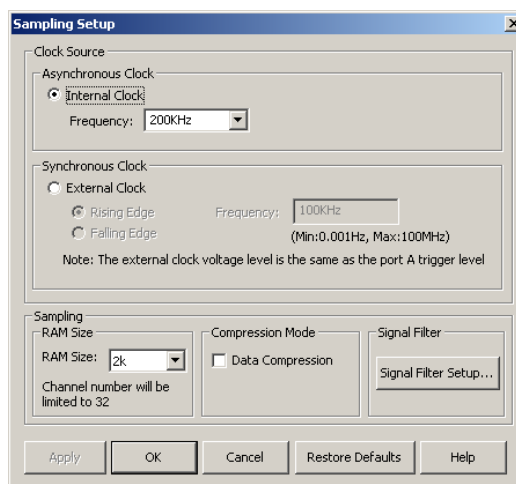 Sampling Setup
Clock Source
Asynchronous Clock
Internal Clock
Frequency: 200KHz
Synchronous Clock
External Clock
Rising Edge
Frequency: 100KHz
Falling Edge
(Min:0.001Hz, Max:100MHz)
Note: The external clock voltage level is the same as the port A trigger level
Sampling
RAM Size
RAM Size: 2k
Channel number will be
limited to 32
Compression Mode
Data Compression
Signal Filter
Signal Filter Setup...
Apply
OK
Cancel
Restore Defaults
Help